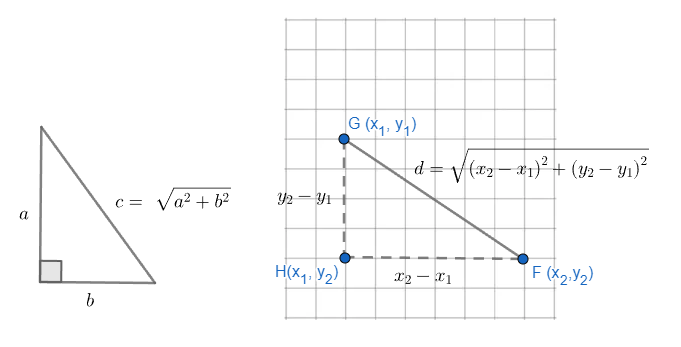 a
c = √(a² + b²)
b
G (x₁, y₁)
d = √((x₂ − x₁)² + (y₂ − y₁)²)
y₂ − y₁
H(x₁, y₂)
x₂ − x₁
F (x₂,y₂)